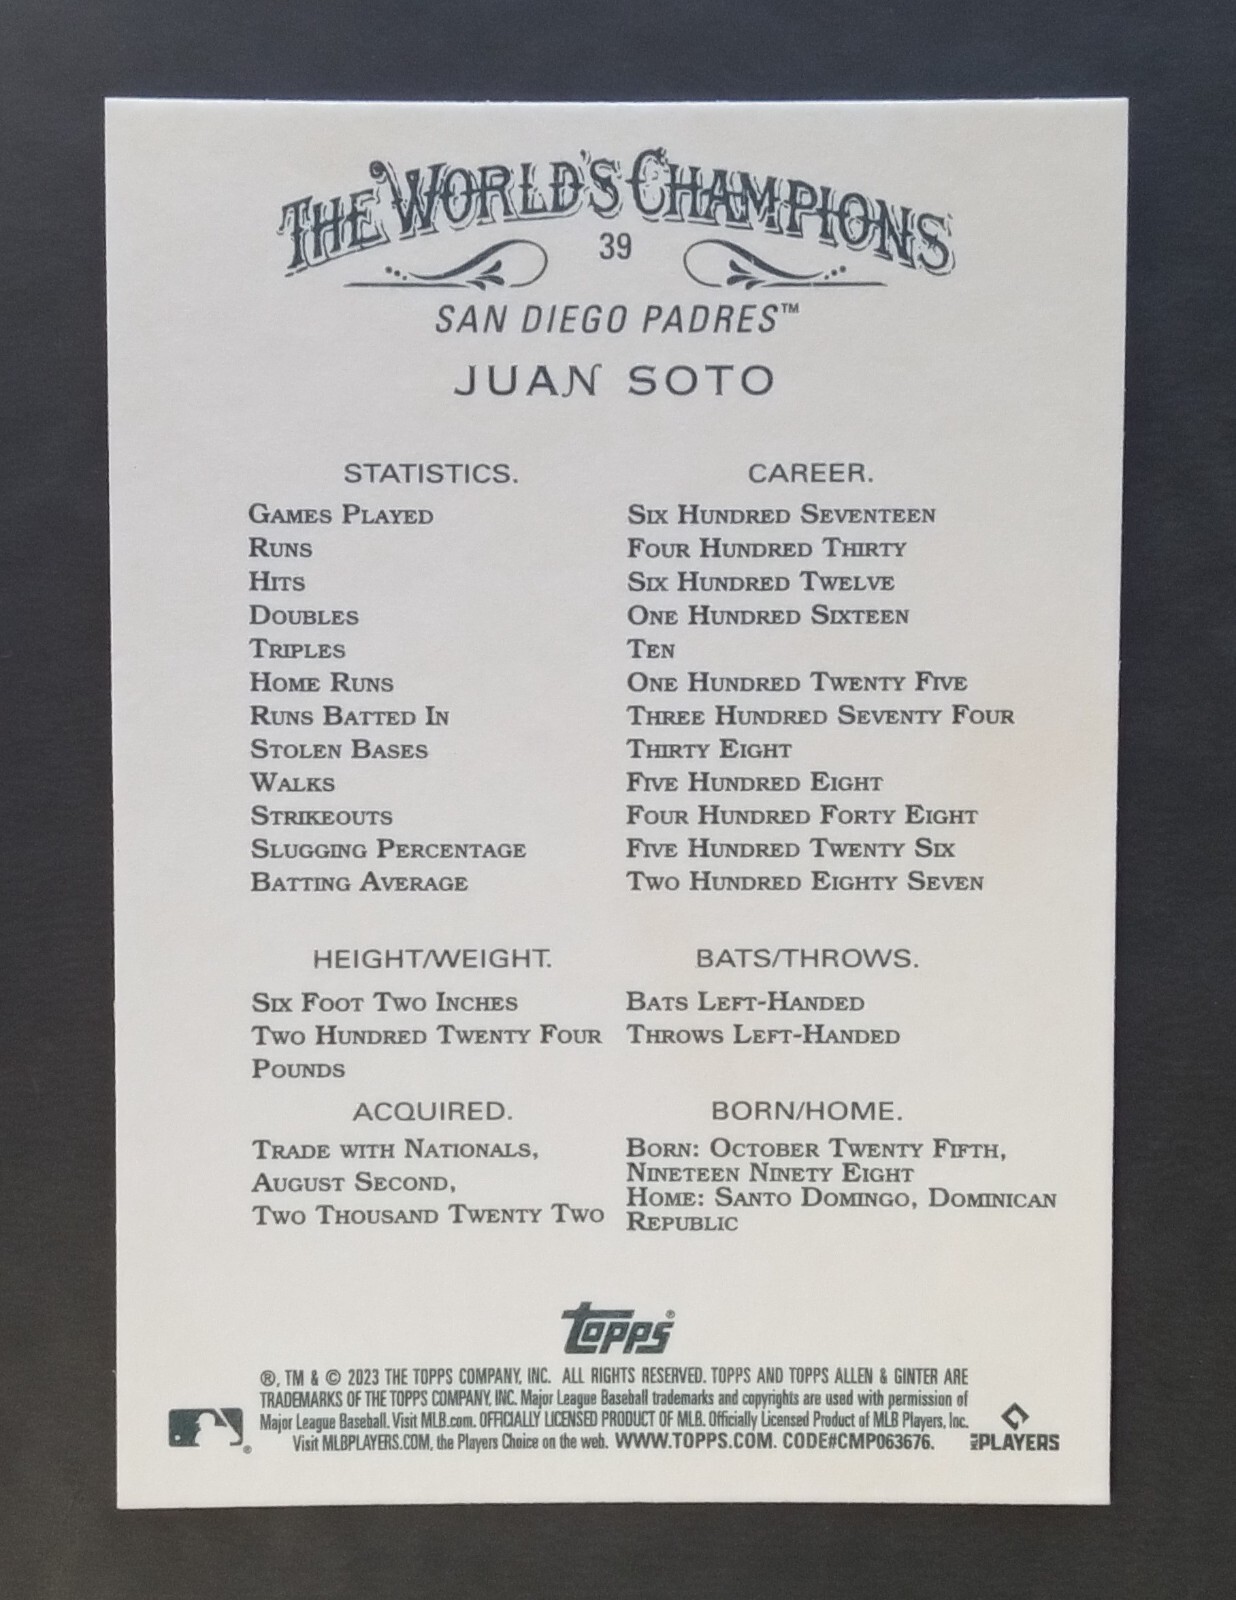 THE WORLD'S CHAMPIONS
39
SAN DIEGO PADRES™
JUAN SOTO
STATISTICS. CAREER.
GAMES PLAYED SIX HUNDRED SEVENTEEN
RUNS FOUR HUNDRED THIRTY
HITS SIX HUNDRED TWELVE
DOUBLES ONE HUNDRED SIXTEEN
TRIPLES TEN
HOME RUNS ONE HUNDRED TWENTY FIVE
RUNS BATTED IN THREE HUNDRED SEVENTY FOUR
STOLEN BASES THIRTY EIGHT
WALKS FIVE HUNDRED EIGHT
STRIKEOUTS FOUR HUNDRED FORTY EIGHT
SLUGGING PERCENTAGE FIVE HUNDRED TWENTY SIX
BATTING AVERAGE TWO HUNDRED EIGHTY SEVEN
HEIGHT/WEIGHT. BATS/THROWS.
SIX FOOT TWO INCHES BATS LEFT-HANDED
TWO HUNDRED TWENTY FOUR THROWS LEFT-HANDED
POUNDS
ACQUIRED. BORN/HOME.
TRADE WITH NATIONALS,
AUGUST SECOND,
TWO THOUSAND TWENTY TWO
BORN: OCTOBER TWENTY FIFTH,
NINETEEN NINETY EIGHT
HOME: SANTO DOMINGO, DOMINICAN
REPUBLIC
Topps®
®, TM & © 2023 THE TOPPS COMPANY, INC. ALL RIGHTS RESERVED. TOPPS AND TOPPS ALLEN & GINTER ARE
TRADEMARKS OF THE TOPPS COMPANY, INC. Major League Baseball trademarks and copyrights are used with permission of
Major League Baseball. Visit MLB.com. OFFICIALLY LICENSED PRODUCT OF MLB. Officially Licensed Product of MLB Players, Inc.
Visit MLBPLAYERS.COM, the Players Choice on the web. WWW.TOPPS.COM. CODE#CMP063676.
®
MLB PLAYERS